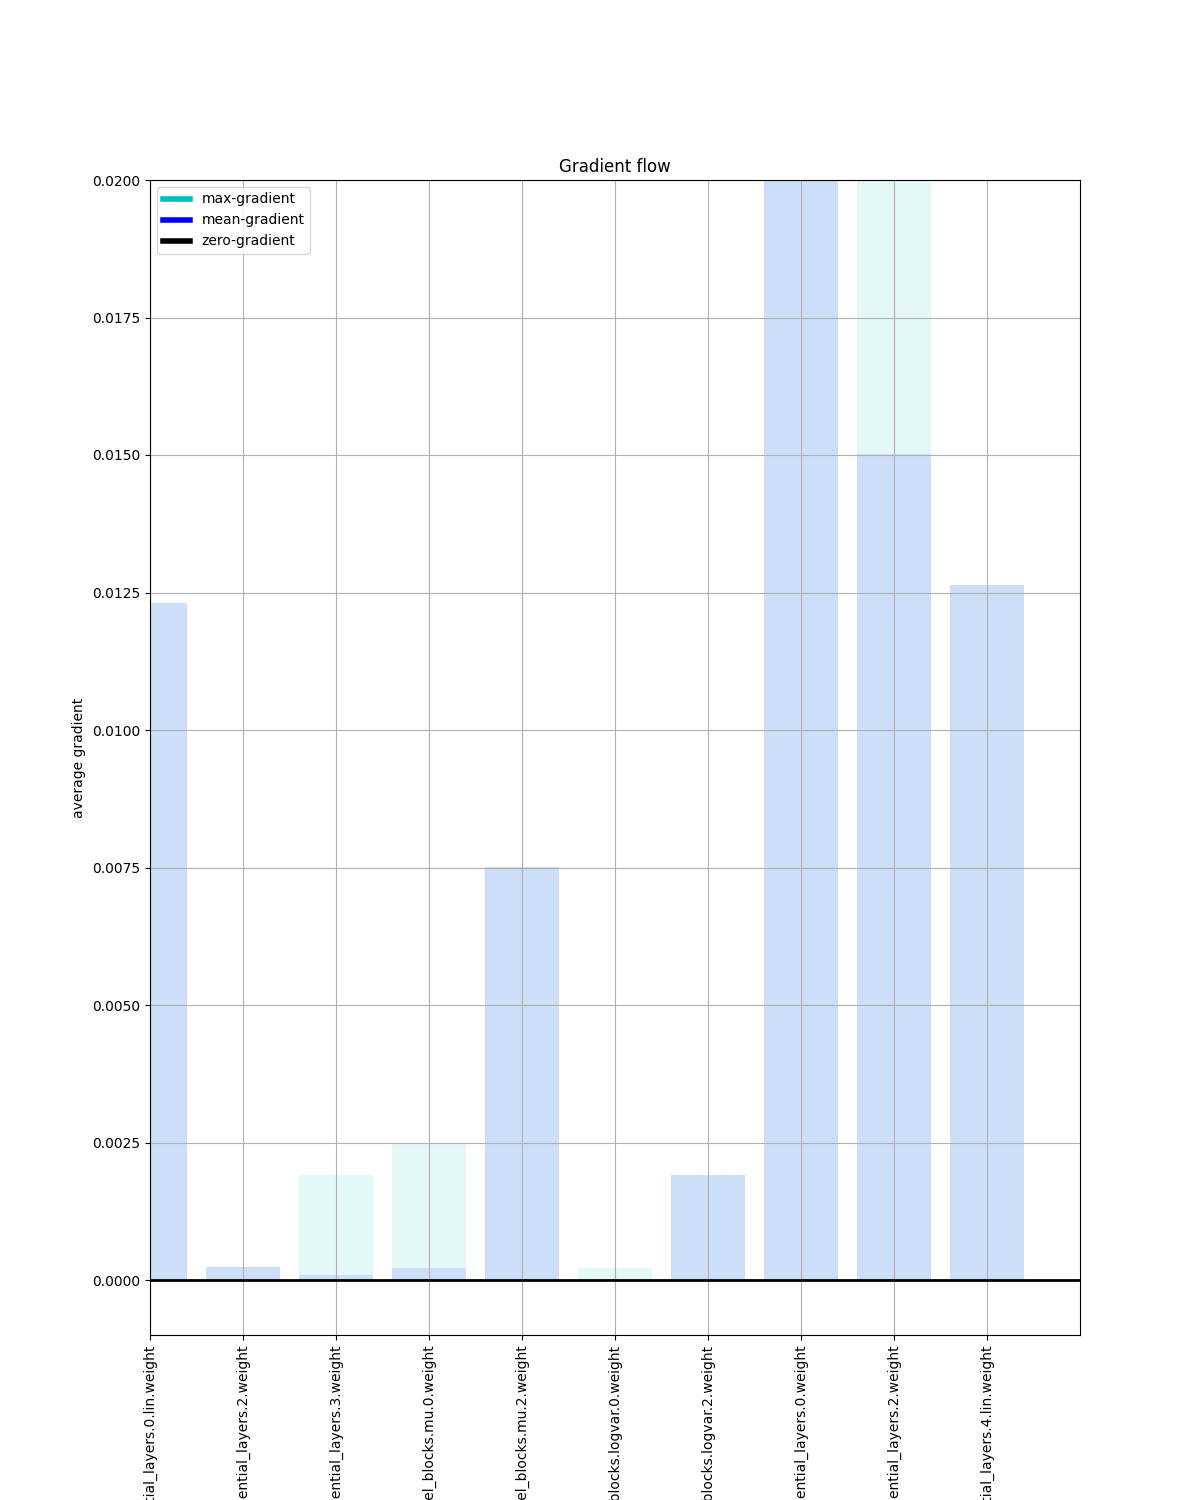 Gradient flow
max-gradient
mean-gradient
zero-gradient
0.0200
0.0175
0.0150
0.0125
0.0100
0.0075
0.0050
0.0025
0.0000
average gradient
tial_layers.0.lin.weight
ential_layers.2.weight
ential_layers.3.weight
el_blocks.mu.0.weight
el_blocks.mu.2.weight
blocks.logvar.0.weight
blocks.logvar.2.weight
ential_layers.0.weight
ential_layers.2.weight
tial_layers.4.lin.weight